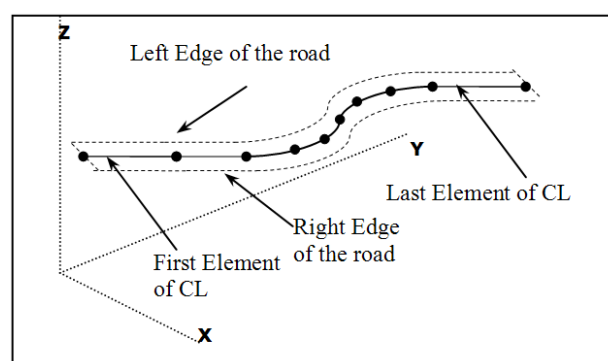 Z
Left Edge of the road
Y
Last Element of CL
Right Edge
of the road
First Element
of CL
X